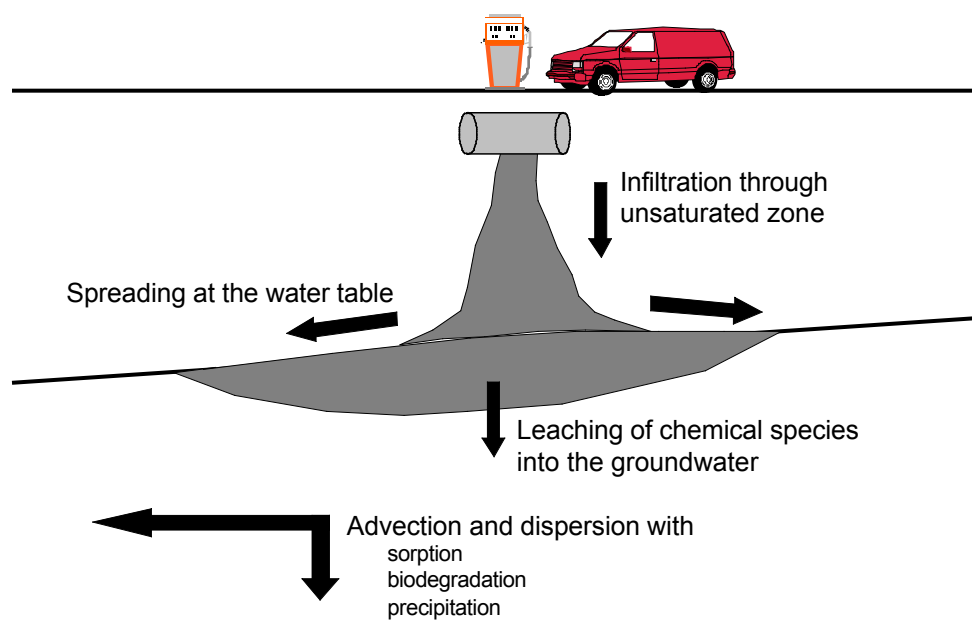 Infiltration through
unsaturated zone
Spreading at the water table
Leaching of chemical species
into the groundwater
Advection and dispersion with
sorption
biodegradation
precipitation